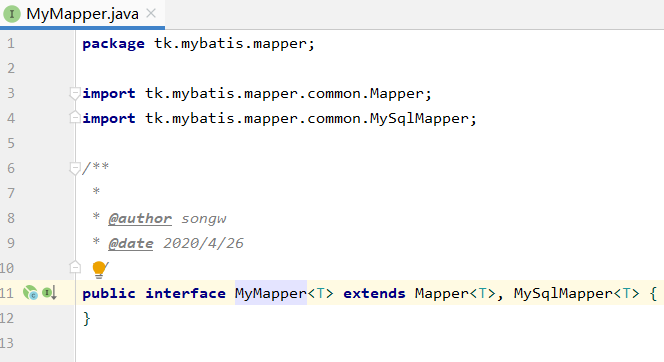 MyMapper.java
1 package tk.mybatis.mapper;
2
3 import tk.mybatis.mapper.common.Mapper;
4 import tk.mybatis.mapper.common.MySqlMapper;
5
6 /**
7  *
8  * @author songw
9  * @date 2020/4/26
10 */
11 public interface MyMapper<T> extends Mapper<T>, MySqlMapper<T> {
12 }
13